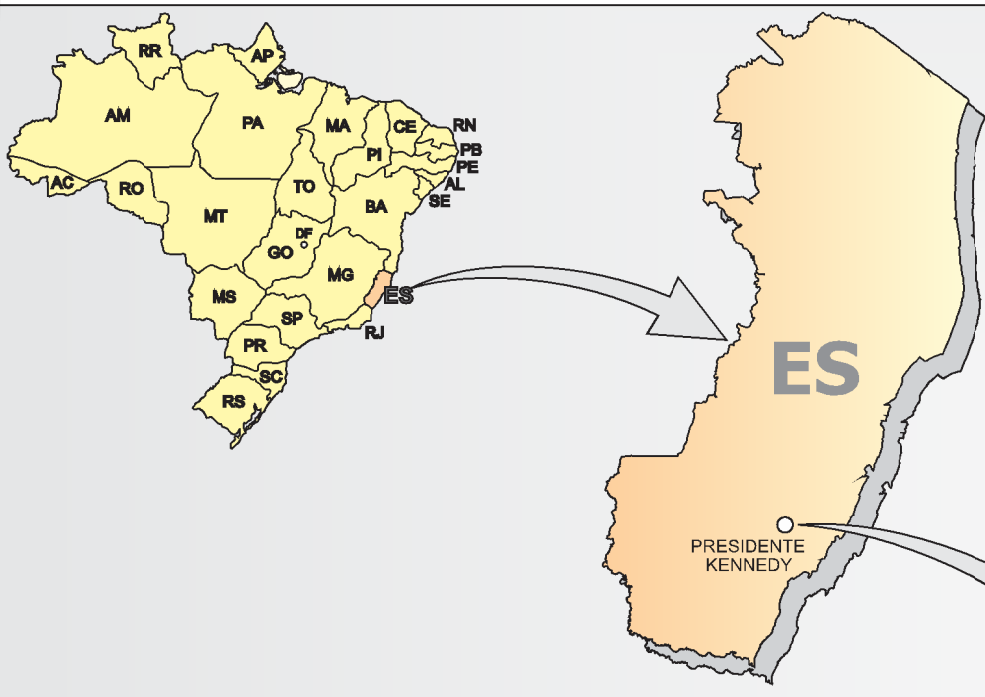 RR
AP
AM
PA
MA
CE
RN
PI
PB
PE
AC
RO
TO
AL
SE
MT
BA
DF
GO
MG
MS
ES
SP
RJ
PR
SC
RS
ES
PRESIDENTE
KENNEDY